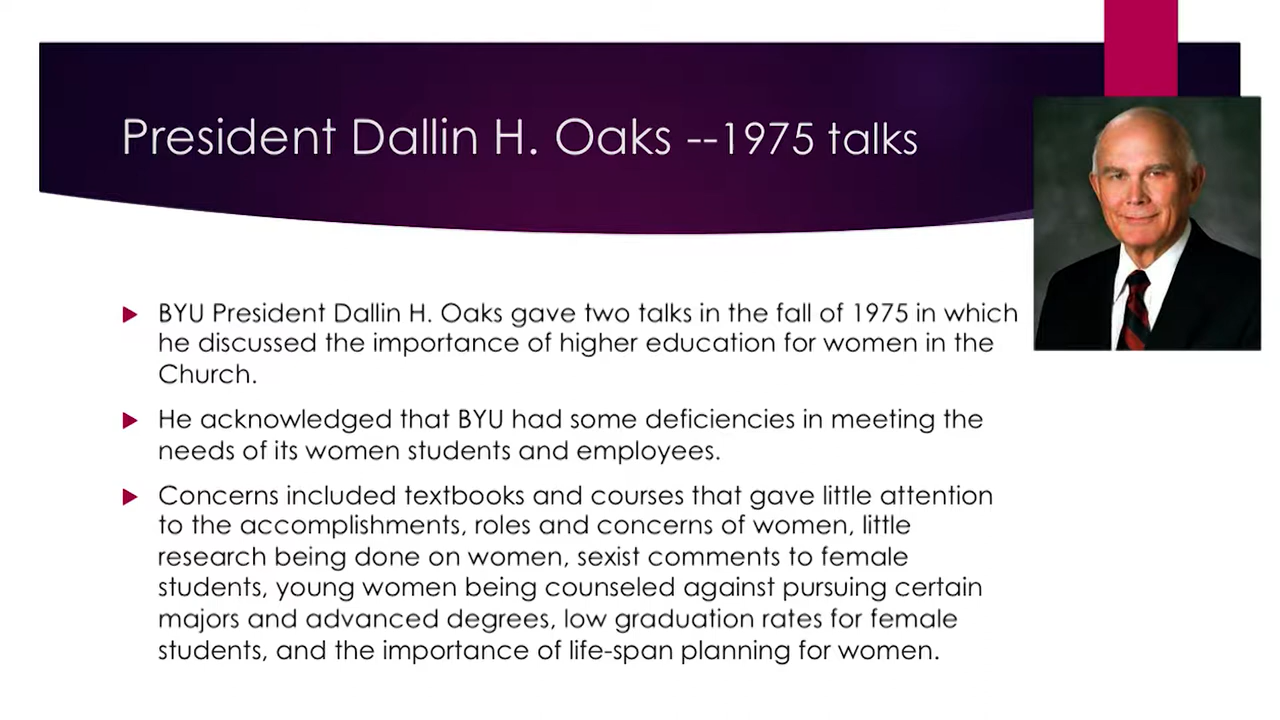 President Dallin H. Oaks --1975 talks
BYU President Dallin H. Oaks gave two talks in the fall of 1975 in which
he discussed the importance of higher education for women in the
Church.
He acknowledged that BYU had some deficiencies in meeting the
needs of its women students and employees.
Concerns included textbooks and courses that gave little attention
to the accomplishments, roles and concerns of women, little
research being done on women, sexist comments to female
students, young women being counseled against pursuing certain
majors and advanced degrees, low graduation rates for female
students, and the importance of life-span planning for women.